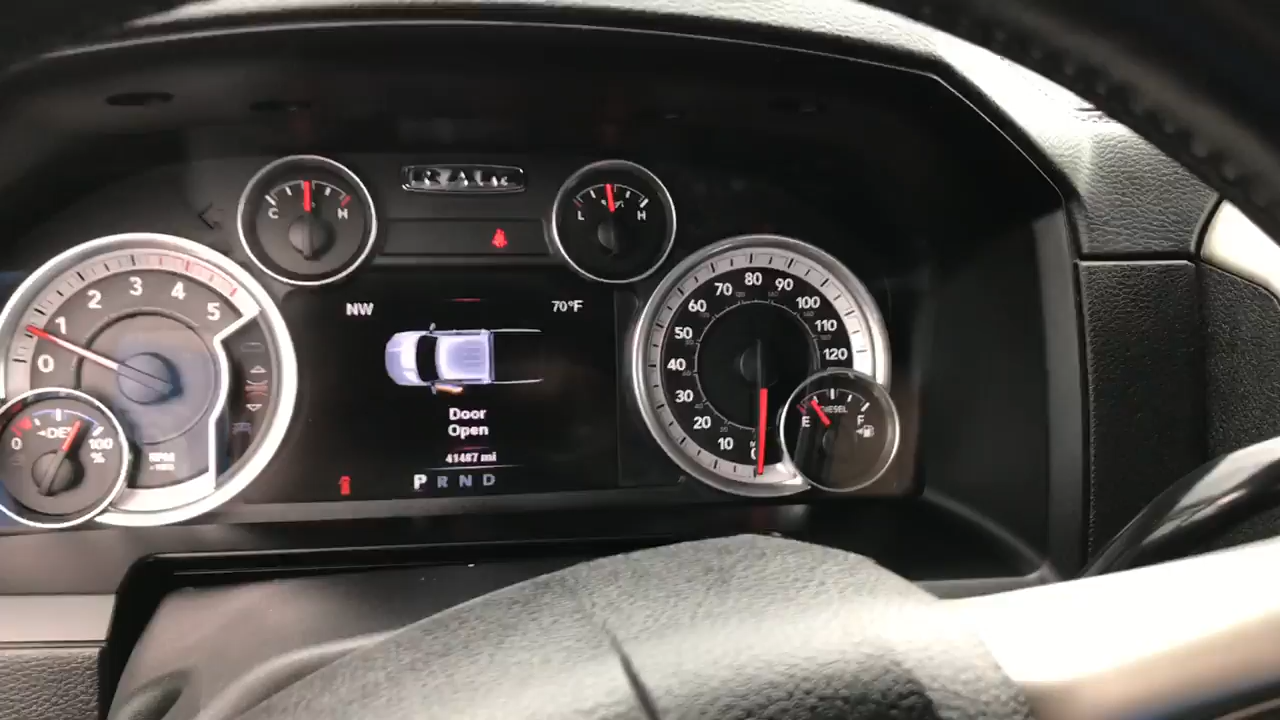 RAM
C H
L H
NW
70°F
0 1 2 3 4 5
RPM
0 DEF 100
%
Door
Open
41487 mi
P R N D
0 10 20 30 40 50 60 70 80 90 100 110 120
DIESEL
E F